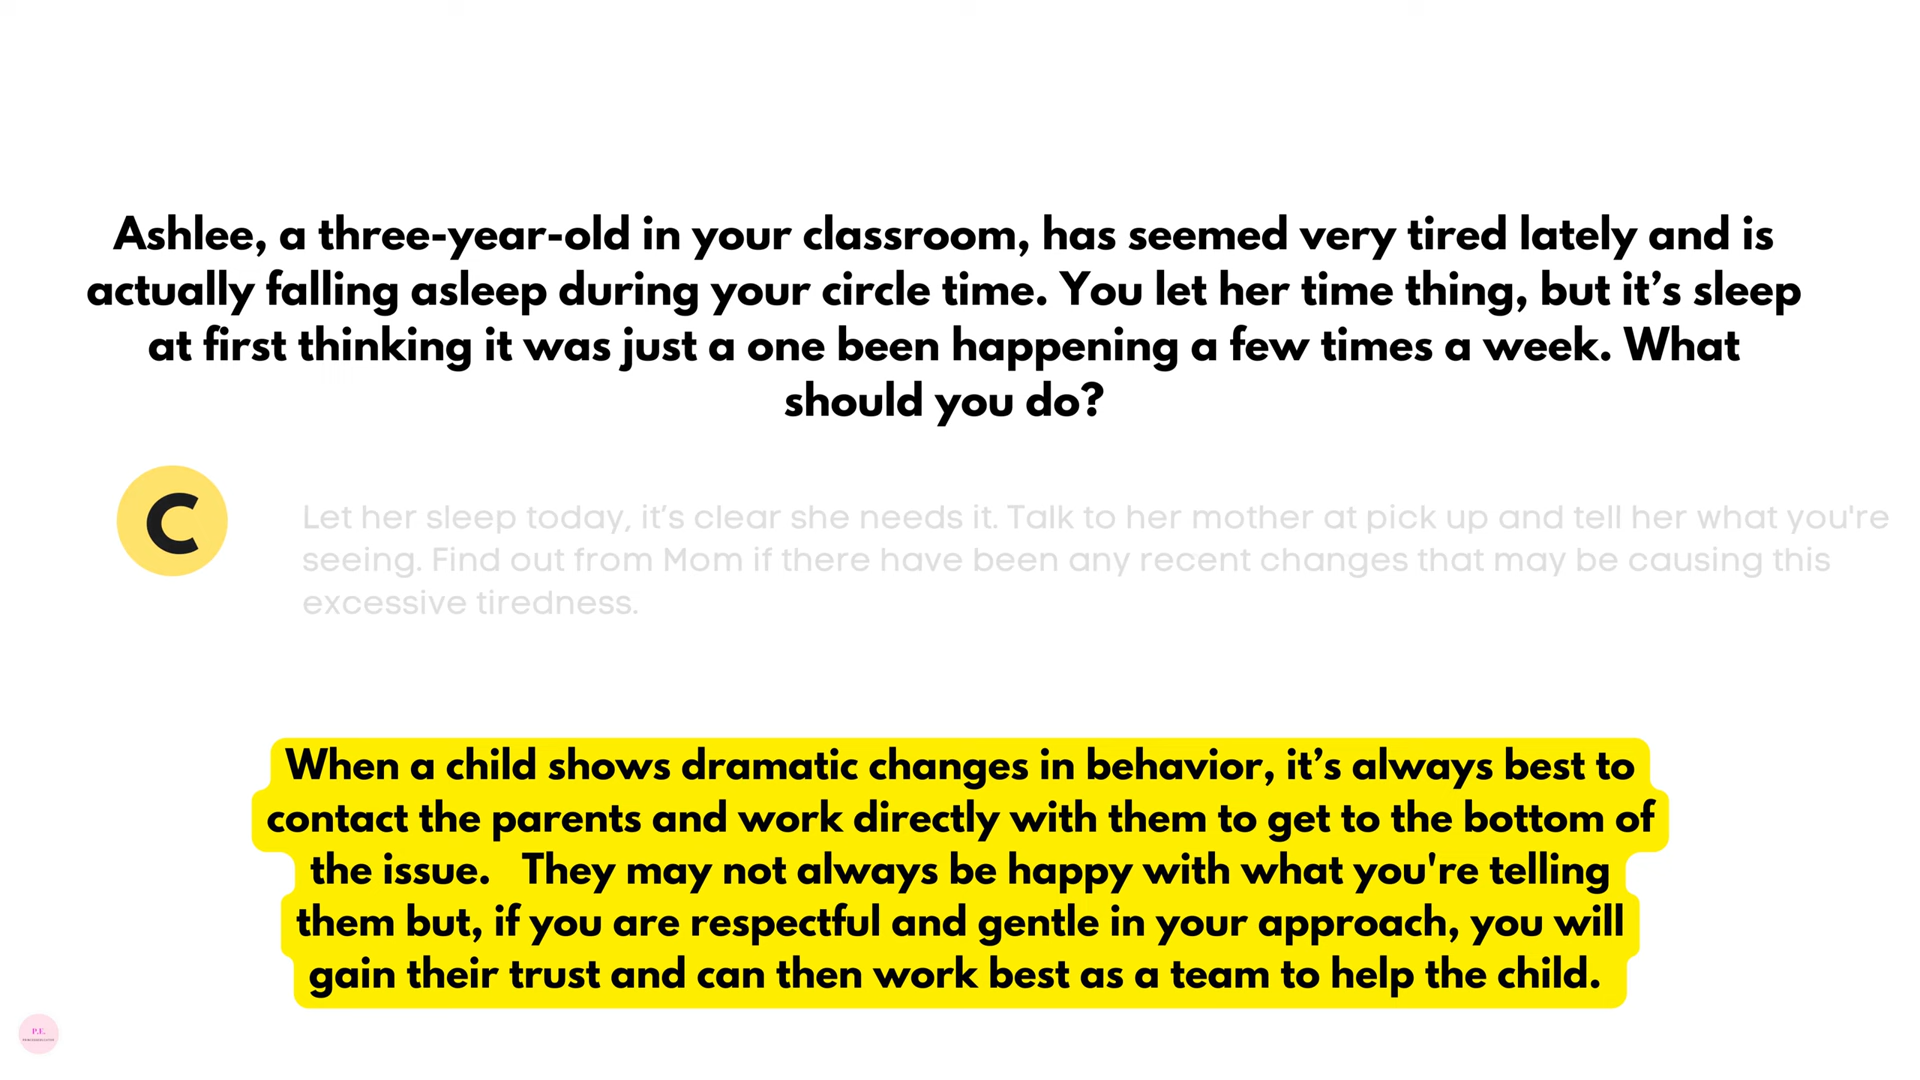 Ashlee, a three-year-old in your classroom, has seemed very tired lately and is
actually falling asleep during your circle time. You let her time thing, but it’s sleep
at first thinking it was just a one been happening a few times a week. What
should you do?
C
Let her sleep today, it’s clear she needs it. Talk to her mother at pick up and tell her what you're
seeing. Find out from Mom if there have been any recent changes that may be causing this
excessive tiredness.
When a child shows dramatic changes in behavior, it’s always best to
contact the parents and work directly with them to get to the bottom of
the issue. They may not always be happy with what you're telling
them but, if you are respectful and gentle in your approach, you will
gain their trust and can then work best as a team to help the child.
P.E.